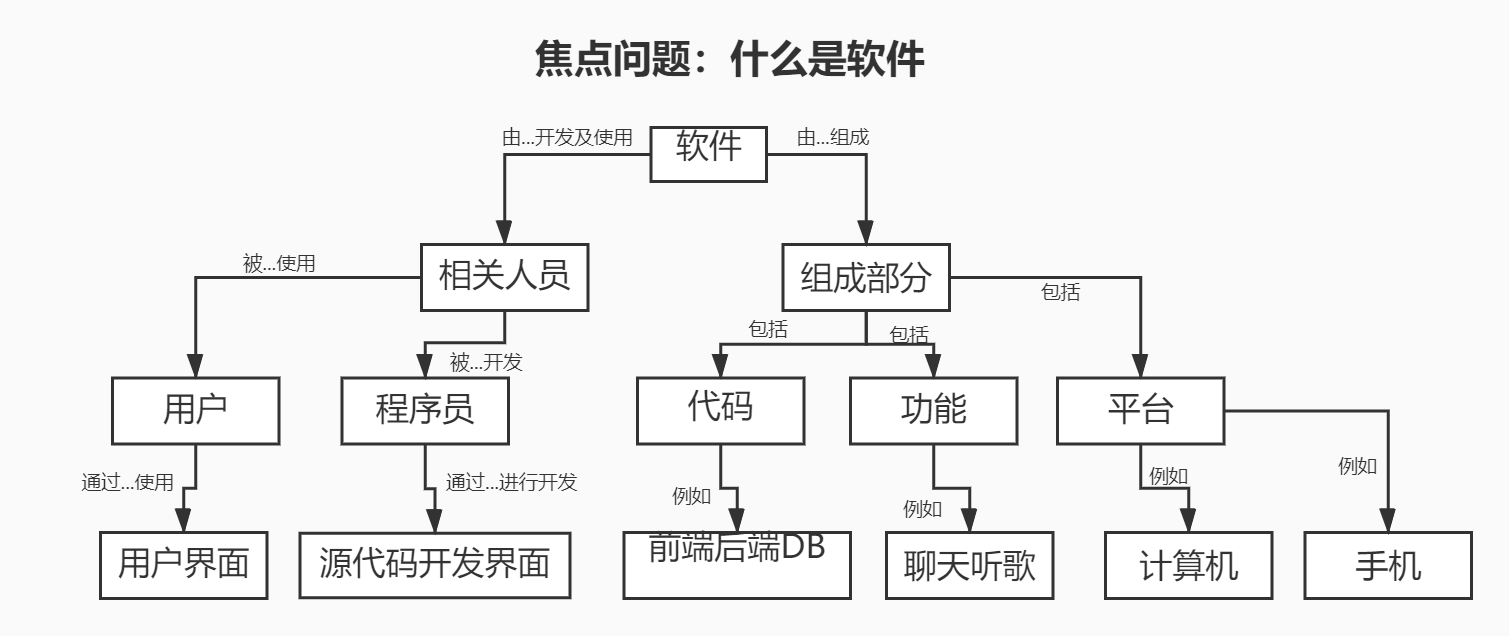 焦点问题：什么是软件
由...开发及使用
软件
由...组成
被...使用
相关人员
组成部分
包括
包括
包括
被...开发
用户
程序员
代码
功能
平台
通过...使用
通过...进行开发
例如
例如
例如
例如
用户界面
源代码开发界面
前端后端DB
聊天听歌
计算机
手机